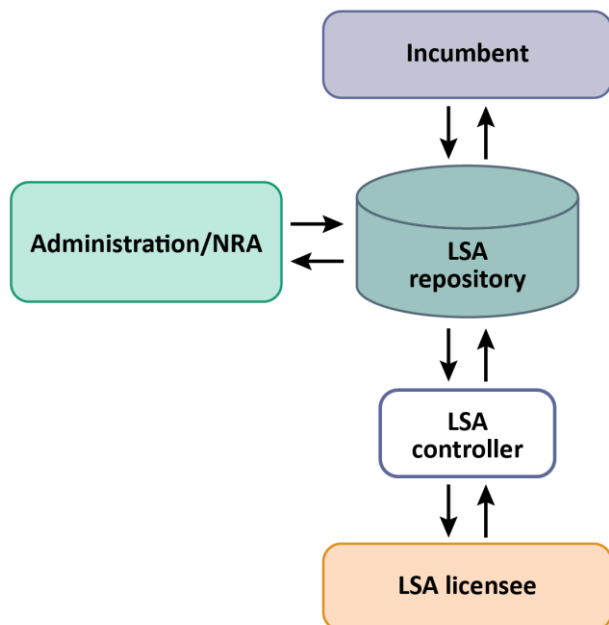 Incumbent
Administration/NRA
LSA
repository
LSA
controller
LSA licensee